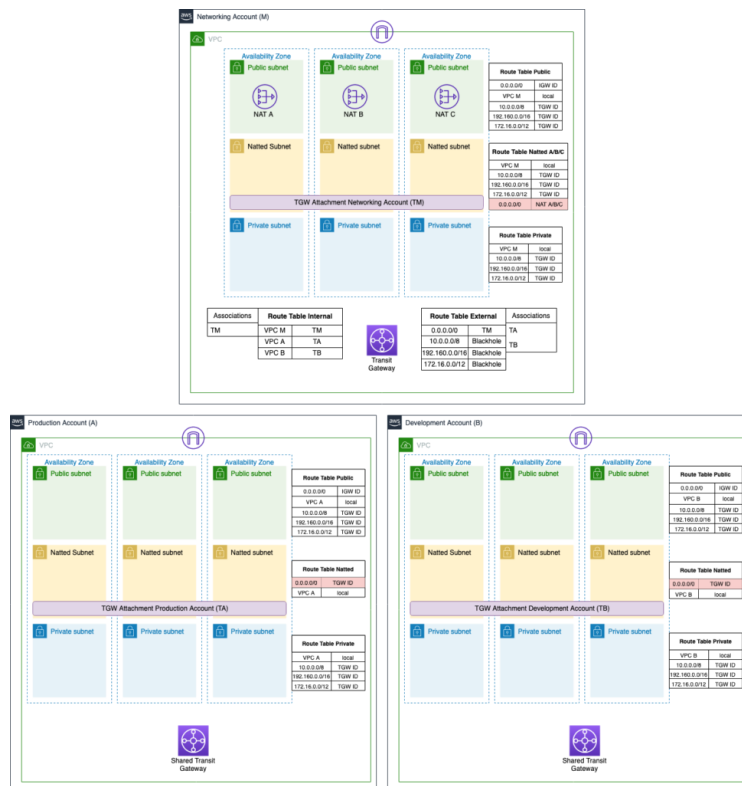 aws Networking Account (M)
VPC
Availability Zone Availability Zone Availability Zone
Public subnet Public subnet Public subnet
NAT A NAT B NAT C
Route Table Public
0.0.0.0/0 IGW ID
VPC M local
10.0.0.0/8 TGW ID
192.160.0.0/16 TGW ID
172.16.0.0/12 TGW ID
Natted Subnet Natted subnet Natted subnet
Route Table Natted A/B/C
VPC M local
10.0.0.0/8 TGW ID
192.160.0.0/16 TGW ID
172.16.0.0/12 TGW ID
0.0.0.0/0 NAT A/B/C
TGW Attachment Networking Account (TM)
Private subnet Private subnet Private subnet
Route Table Private
VPC M local
10.0.0.0/8 TGW ID
192.160.0.0/16 TGW ID
172.16.0.0/12 TGW ID
Associations Route Table Internal
TM VPC M TM
VPC A TA
VPC B TB
Transit
Gateway
Route Table External Associations
0.0.0.0/0 TM TA
10.0.0.0/8 Blackhole TB
192.160.0.0/16 Blackhole
172.16.0.0/12 Blackhole
aws Production Account (A)
VPC
Availability Zone Availability Zone Availability Zone
Public subnet Public subnet Public subnet
Route Table Public
0.0.0.0/0 IGW ID
VPC A local
10.0.0.0/8 TGW ID
192.160.0.0/16 TGW ID
172.16.0.0/12 TGW ID
Natted Subnet Natted subnet Natted subnet
Route Table Natted
0.0.0.0/0 TGW ID
VPC A local
TGW Attachment Production Account (TA)
Private subnet Private subnet Private subnet
Route Table Private
VPC A local
10.0.0.0/8 TGW ID
192.160.0.0/16 TGW ID
172.16.0.0/12 TGW ID
Shared Transit
Gateway
aws Development Account (B)
VPC
Availability Zone Availability Zone Availability Zone
Public subnet Public subnet Public subnet
Route Table Public
0.0.0.0/0 IGW ID
VPC B local
10.0.0.0/8 TGW ID
192.160.0.0/16 TGW ID
172.16.0.0/12 TGW ID
Natted Subnet Natted subnet Natted subnet
Route Table Natted
0.0.0.0/0 TGW ID
VPC B local
TGW Attachment Development Account (TB)
Private subnet Private subnet Private subnet
Route Table Private
VPC B local
10.0.0.0/8 TGW ID
192.160.0.0/16 TGW ID
172.16.0.0/12 TGW ID
Shared Transit
Gateway